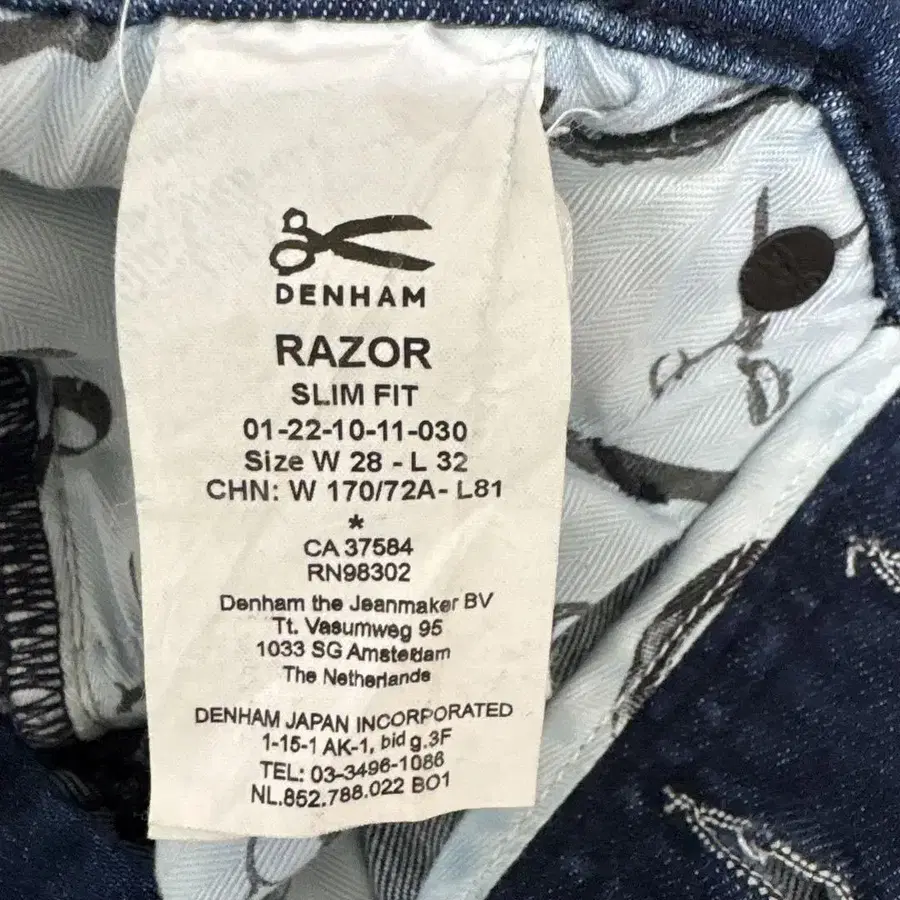 DENHAM
RAZOR
SLIM FIT
01-22-10-11-030
Size W 28 - L 32
CHN: W 170/72A- L81
*
CA 37584
RN98302
Denham the Jeanmaker BV
Tt. Vasumweg 95
1033 SG Amsterdam
The Netherlands
DENHAM JAPAN INCORPORATED
1-15-1 AK-1, bid g.3F
TEL: 03-3496-1086
NL.852.788.022 BO1